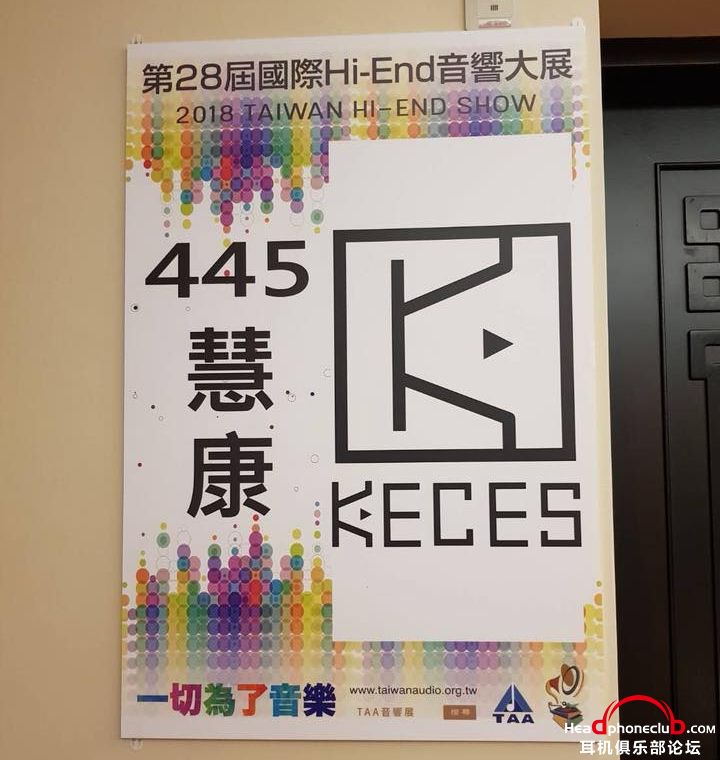 第28屆國際Hi-End音響大展
2018 TAIWAN HI-END SHOW
445
慧
康
KECES
一切為了音樂
www.taiwanaudio.org.tw
TAA音響展
搜尋
TAA
Headphoneclub.com
耳机俱乐部论坛